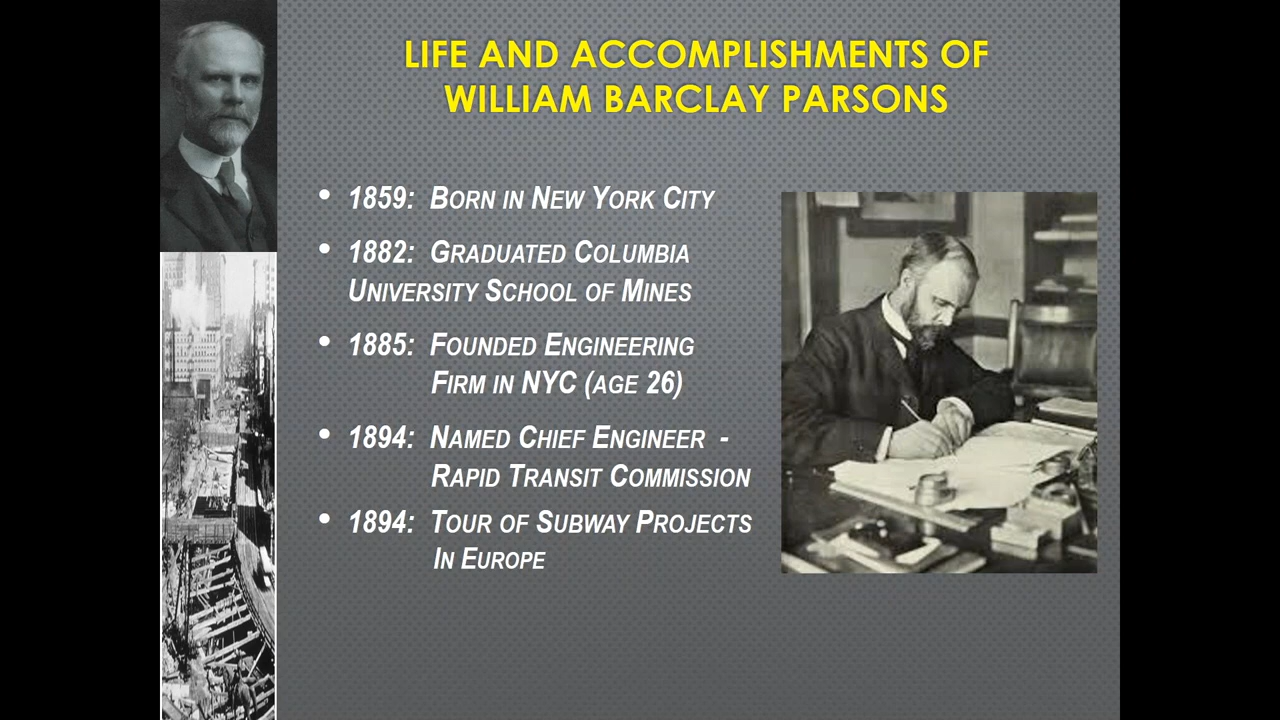 LIFE AND ACCOMPLISHMENTS OF
WILLIAM BARCLAY PARSONS
• 1859: BORN IN NEW YORK CITY
• 1882: GRADUATED COLUMBIA
UNIVERSITY SCHOOL OF MINES
• 1885: FOUNDED ENGINEERING
FIRM IN NYC (AGE 26)
• 1894: NAMED CHIEF ENGINEER -
RAPID TRANSIT COMMISSION
• 1894: TOUR OF SUBWAY PROJECTS
IN EUROPE